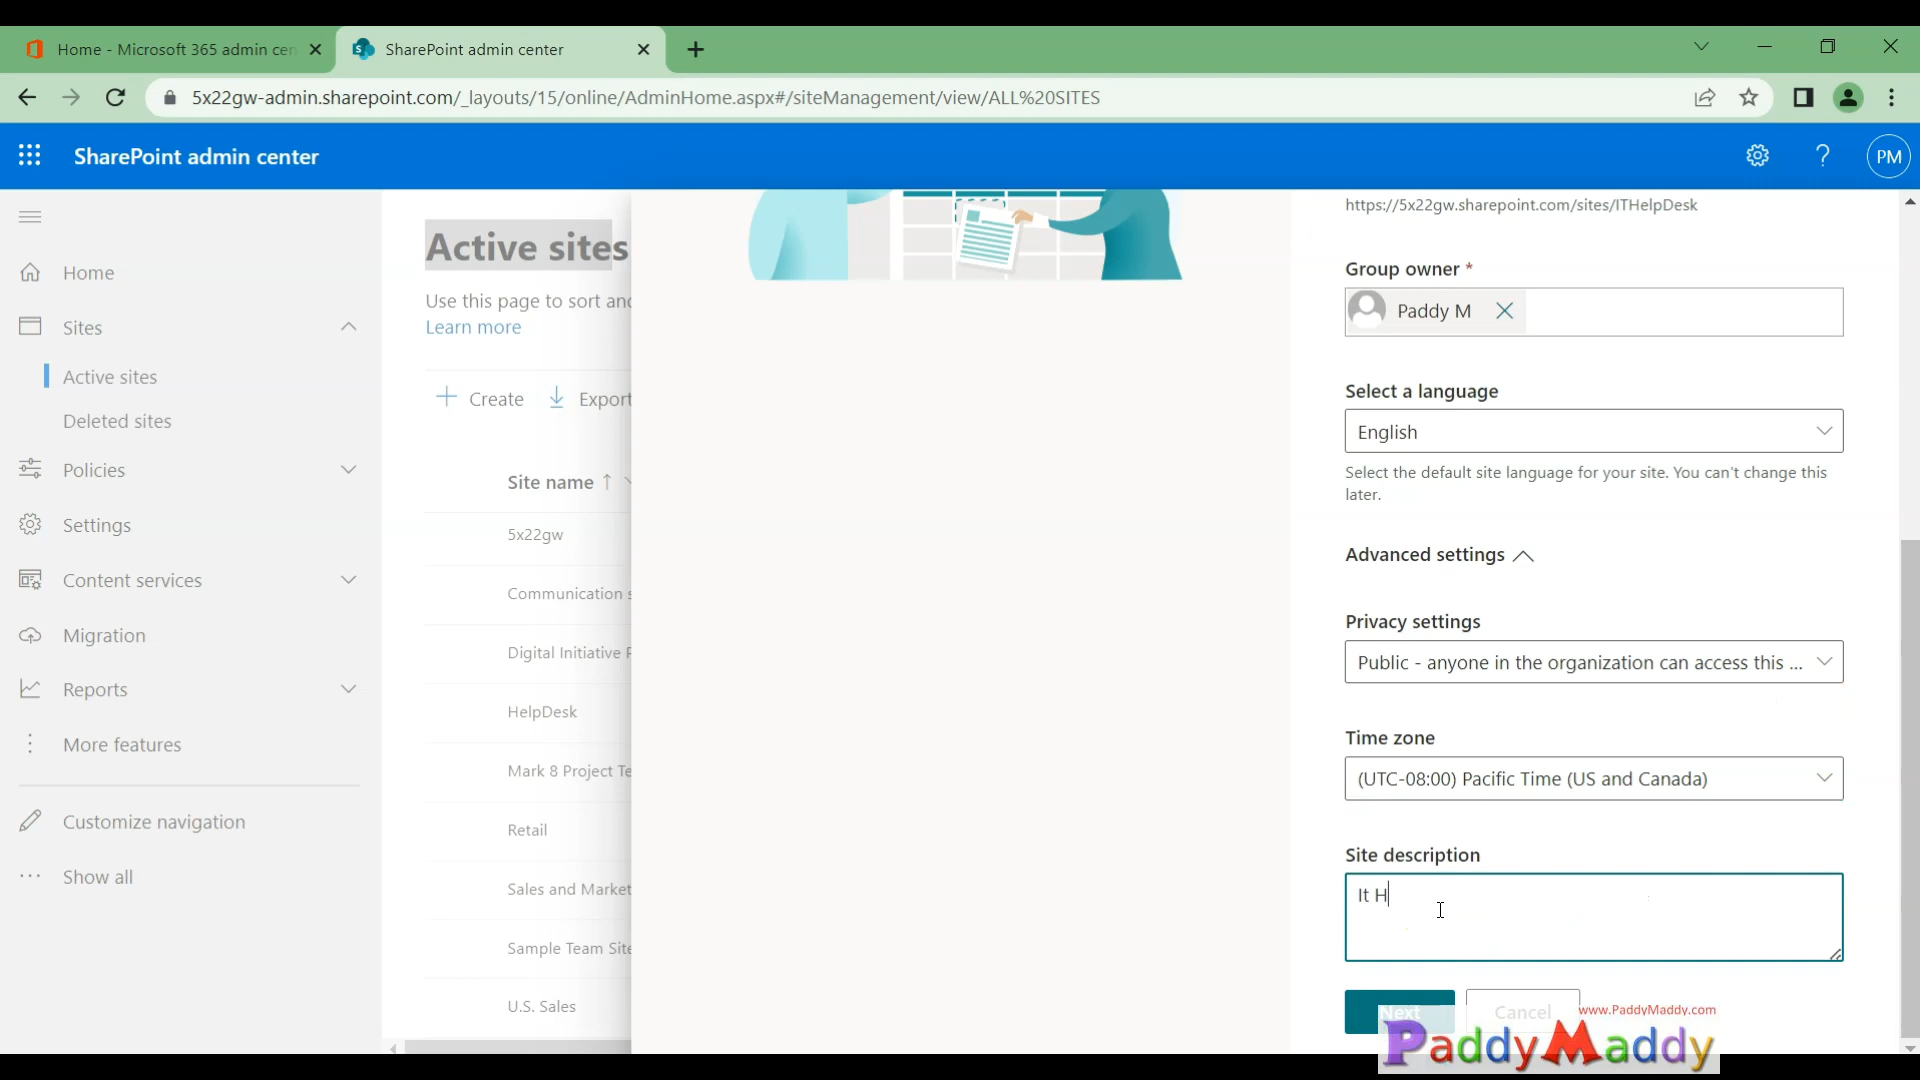 Home - Microsoft 365 admin cen
SharePoint admin center
5x22gw-admin.sharepoint.com/_layouts/15/online/AdminHome.aspx#/siteManagement/view/ALL%20SITES
SharePoint admin center
?
PM
Home
Sites
Active sites
Deleted sites
Policies
Settings
Content services
Migration
Reports
More features
Customize navigation
Show all
Active sites
Use this page to sort and
Learn more
Create
Export
Site name
5x22gw
Communication s
Digital Initiative P
HelpDesk
Mark 8 Project Te
Retail
Sales and Market
Sample Team Site
U.S. Sales
https://5x22gw.sharepoint.com/sites/ITHelpDesk
Group owner *
Paddy M
Select a language
English
Select the default site language for your site. You can't change this
later.
Advanced settings
Privacy settings
Public - anyone in the organization can access this ...
Time zone
(UTC-08:00) Pacific Time (US and Canada)
Site description
It H
Next
Cancel
www.PaddyMaddy.com
PaddyMaddy